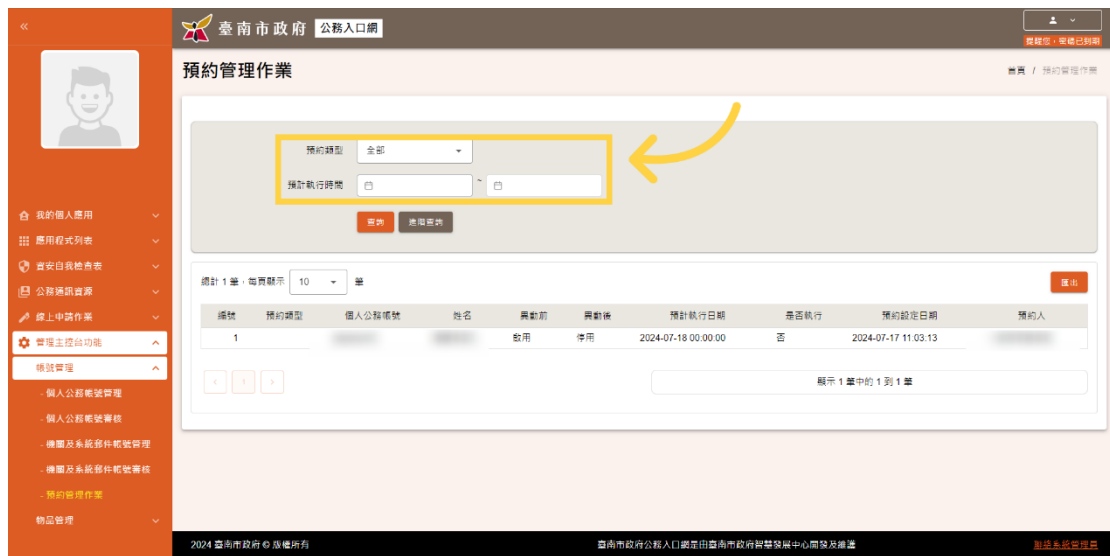 臺南市政府 公務入口網
提醒您，密碼已到期
預約管理作業
首頁 / 預約管理作業
預約類型 全部
預計執行時間 ~
查詢 進階查詢
我的個人應用
應用程式列表
資安自我檢查表
公務通訊資源
線上申請作業
管理主控台功能
帳號管理
- 個人公務帳號管理
- 個人公務帳號審核
- 機關及系統郵件帳號管理
- 機關及系統郵件帳號審核
- 預約管理作業
物品管理
總計 1 筆，每頁顯示 10 筆
匯出
編號 預約類型 個人公務帳號 姓名 異動前 異動後 預計執行日期 是否執行 預約設定日期 預約人
1 啟用 停用 2024-07-18 00:00:00 否 2024-07-17 11:03:13
1
顯示 1 筆中的 1 到 1 筆
2024 臺南市政府 © 版權所有
臺南市政府公務入口網是由臺南市政府智慧發展中心開發及維護
聯絡系統管理員